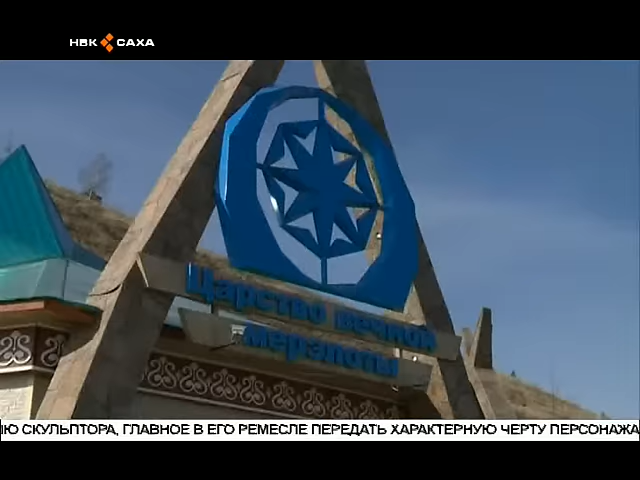 НВК САХА
Царство вечной
мерзлоты
Ю СКУЛЬПТОРА, ГЛАВНОЕ В ЕГО РЕМЕСЛЕ ПЕРЕДАТЬ ХАРАКТЕРНУЮ ЧЕРТУ ПЕРСОНАЖА